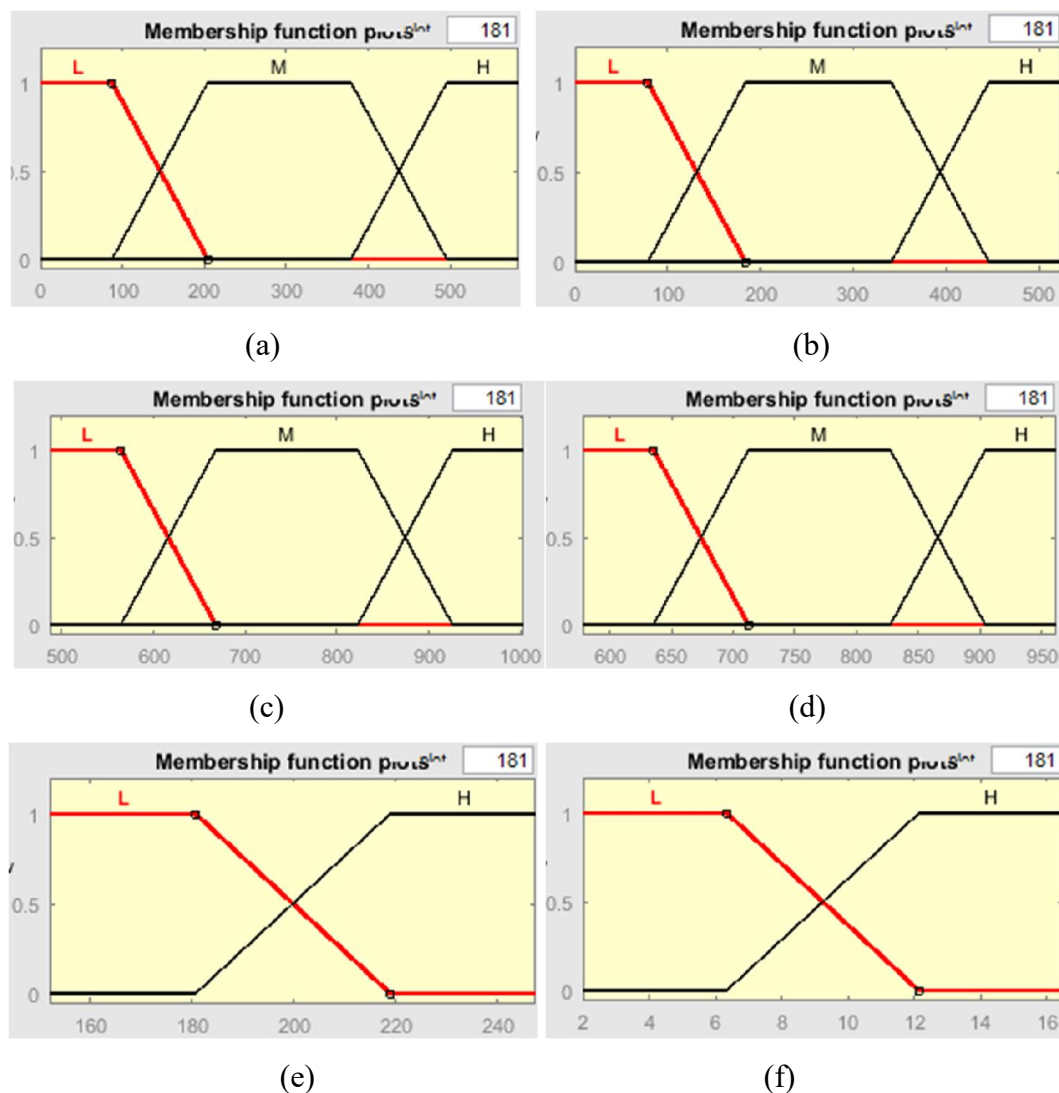 Membership function plots 181
L M H
1
0.5
0
0 100 200 300 400 500
(a)
Membership function plots 181
L M H
1
0.5
0
0 100 200 300 400 500
(b)
Membership function plots 181
L M H
1
0.5
0
500 600 700 800 900 1000
(c)
Membership function plots 181
L M H
1
0.5
0
600 650 700 750 800 850 900 950
(d)
Membership function plots 181
L H
1
0.5
0
160 180 200 220 240
(e)
Membership function plots 181
L H
1
0.5
0
2 4 6 8 10 12 14 16
(f)